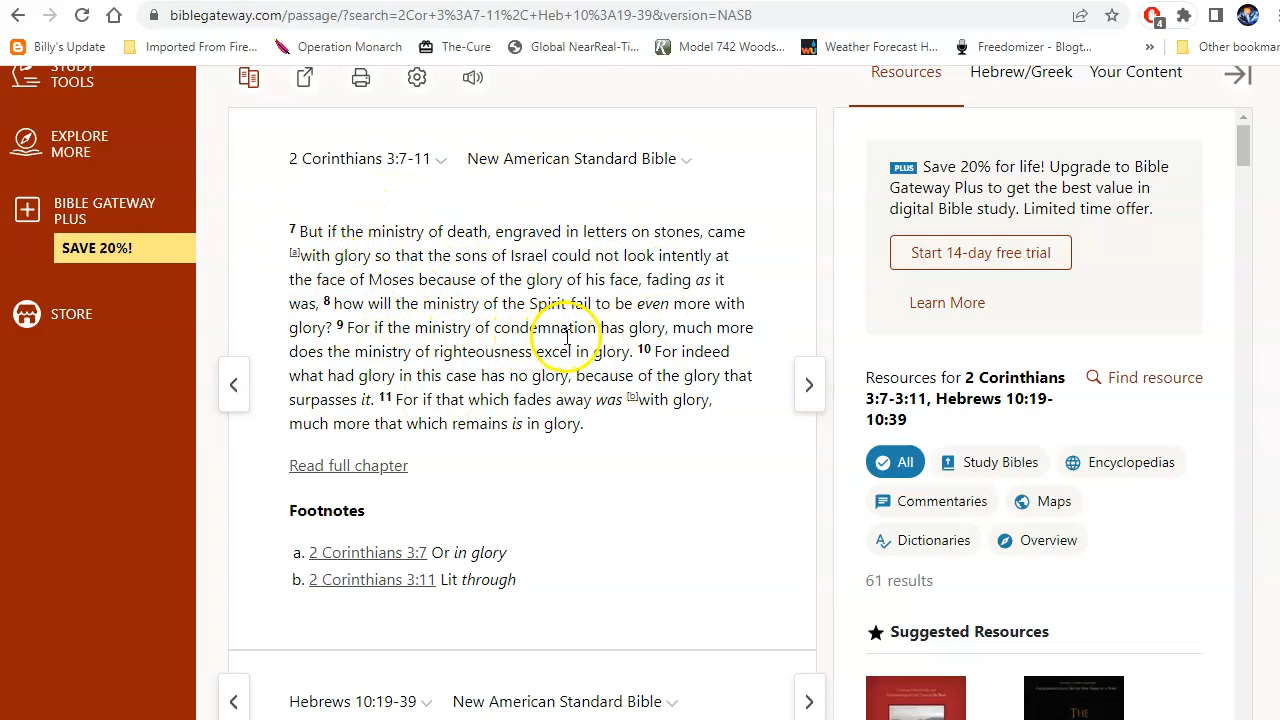 biblegateway.com/passage/?search=2Cor+3%3A7-11%2C+Heb+10%3A19-39&version=NASB
4
Billy's Update
Imported From Fire...
Operation Monarch
The-Cure
Global NearReal-Ti...
Morels 42 Woods...
Weather Forecast H...
Freedomizer - Blogt...
»
Other bookmar
STUDY
TOOLS
EXPLORE
MORE
BIBLE GATEWAY
PLUS
SAVE 20%!
STORE
2 Corinthians 3:7-11
New American Standard Bible
7 But if the ministry of death, engraved in letters on stones, came
[a]with glory so that the sons of Israel could not look intently at
the face of Moses because of the glory of his face, fading as it
was, 8 how will the ministry of the Spirit fail to be even more with
glory? 9 For if the ministry of condemnation has glory, much more
does the ministry of righteousness excel in glory. 10 For indeed
what had glory in this case has no glory, because of the glory that
surpasses it. 11 For if that which fades away was [b]with glory,
much more that which remains is in glory.
Read full chapter
Footnotes
a. 2 Corinthians 3:7 Or in glory
b. 2 Corinthians 3:11 Lit through
American Standard Bible
Resources
Hebrew/Greek
Your Content
PLUS Save 20% for life! Upgrade to Bible
Gateway Plus to get the best value in
digital Bible study. Limited time offer.
Start 14-day free trial
Learn More
Resources for 2 Corinthians
3:7-3:11, Hebrews 10:19-
10:39
Find resource
All
Study Bibles
Encyclopedias
Commentaries
Maps
Dictionaries
Overview
61 results
Suggested Resources
THE